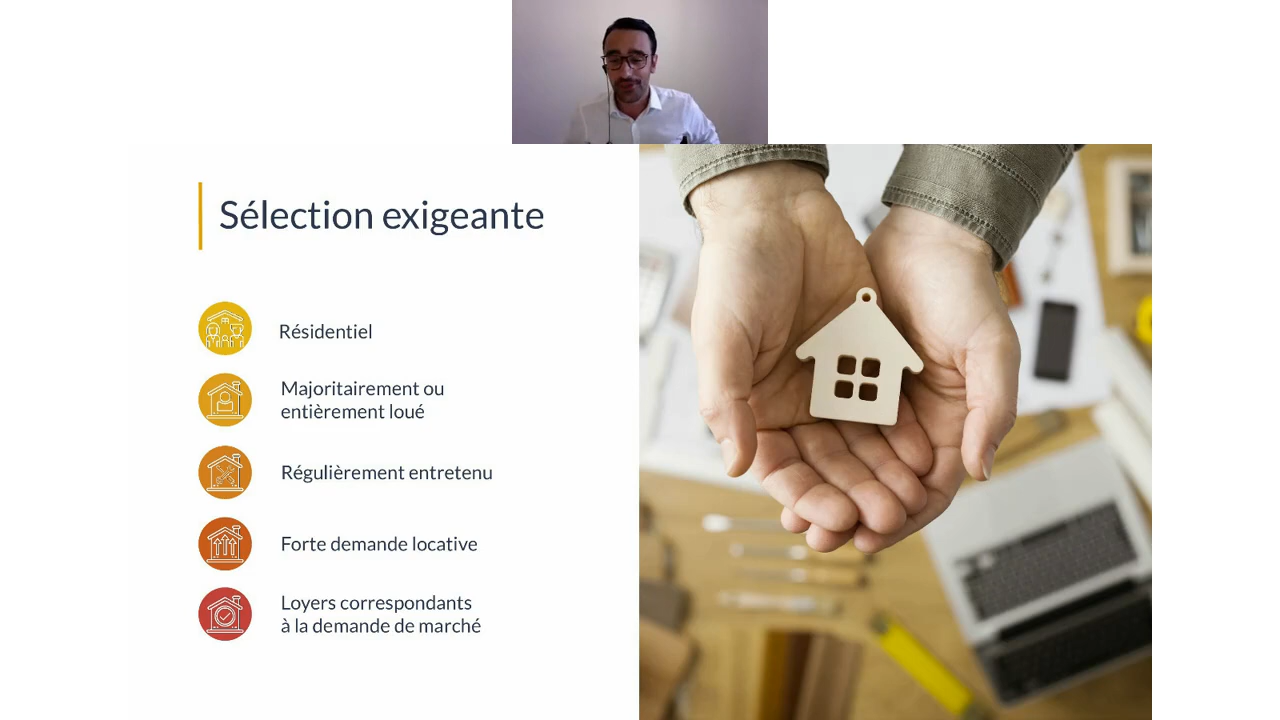 Sélection exigeante
Résidentiel
Majoritairement ou
entièrement loué
Régulièrement entretenu
Forte demande locative
Loyers correspondants
à la demande de marché